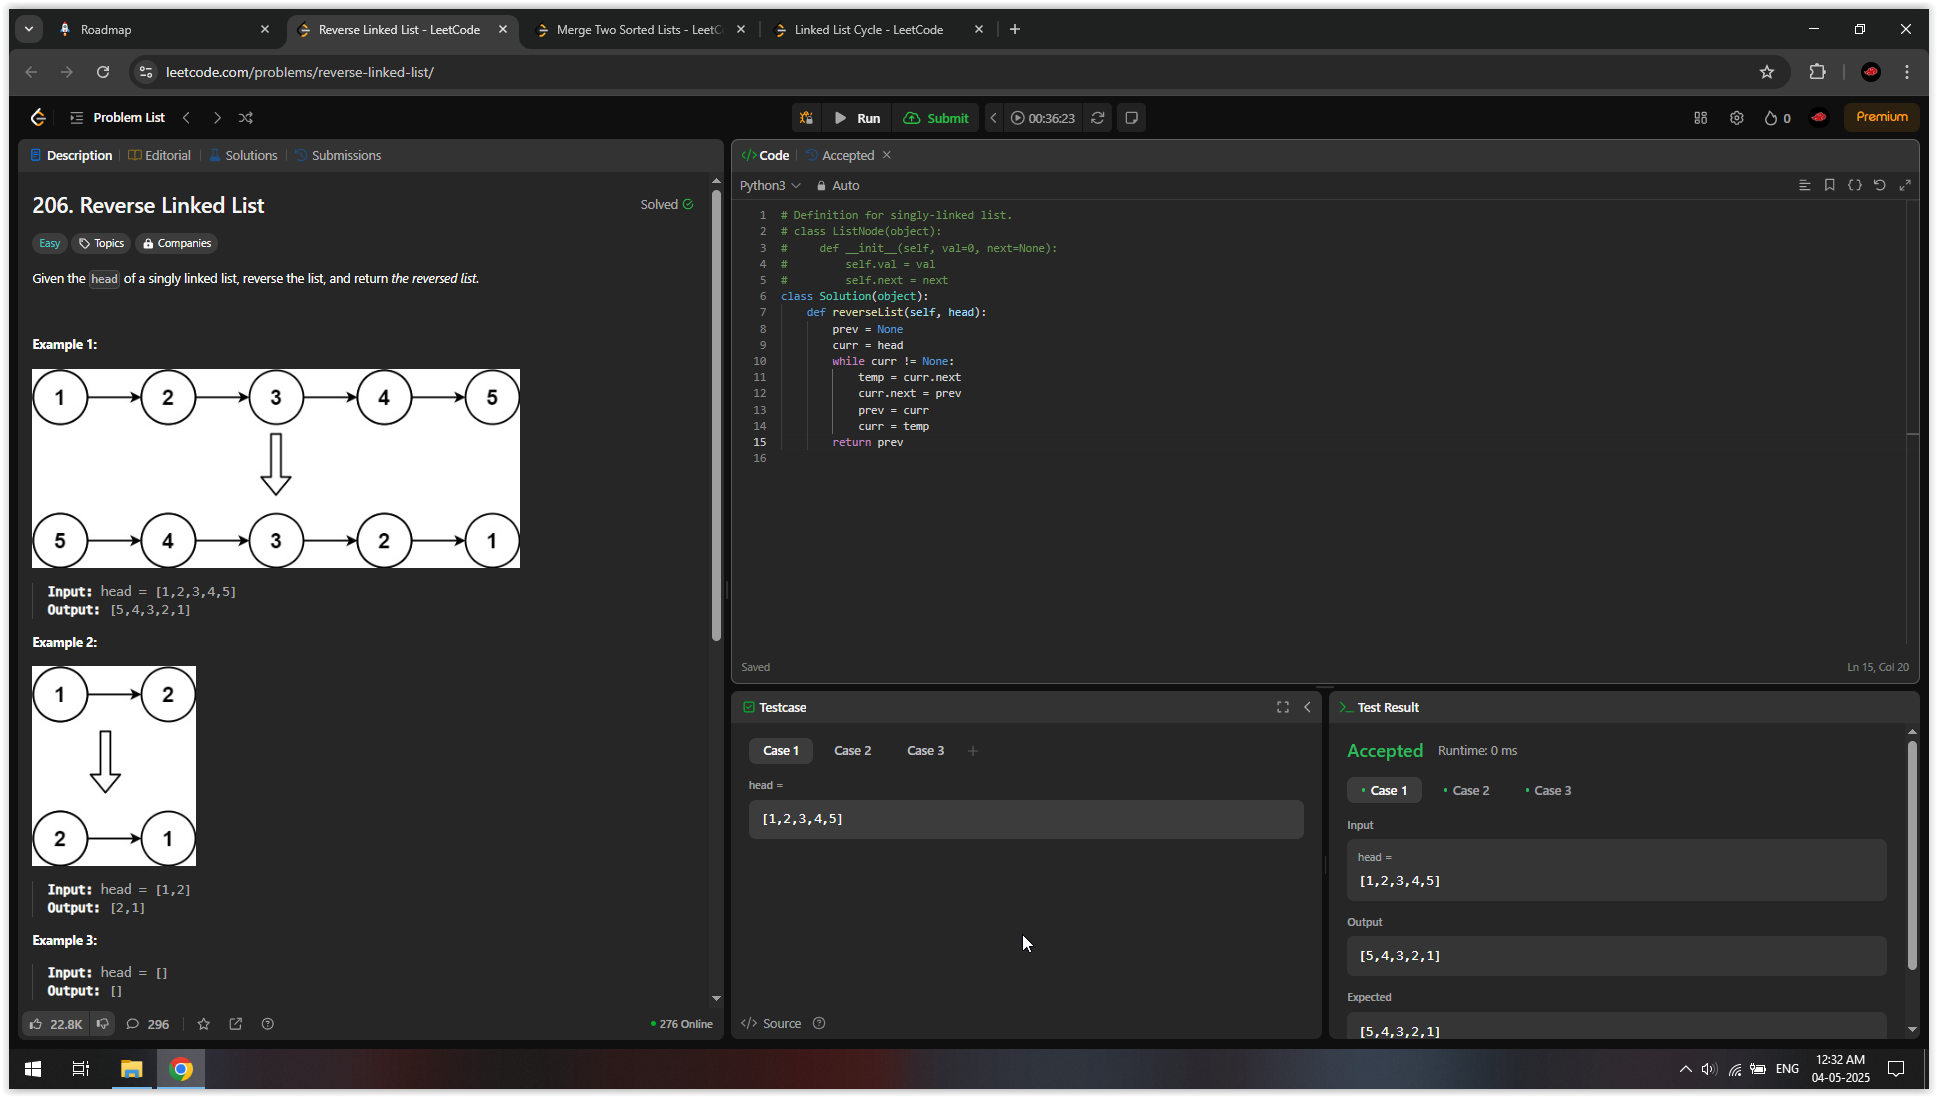 Roadmap
Reverse Linked List - LeetCode
Merge Two Sorted Lists - LeetC
Linked List Cycle - LeetCode
leetcode.com/problems/reverse-linked-list/
Problem List
Run
Submit
00:36:23
0
Premium
Description
Editorial
Solutions
Submissions
206. Reverse Linked List
Solved
Easy
Topics
Companies
Given the head of a singly linked list, reverse the list, and return the reversed list.
Example 1:
1 2 3 4 5
5 4 3 2 1
Input: head = [1,2,3,4,5]
Output: [5,4,3,2,1]
Example 2:
1 2
2 1
Input: head = [1,2]
Output: [2,1]
Example 3:
Input: head = []
Output: []
22.8K
296
276 Online
</> Code
Accepted
Python3
Auto
1 # Definition for singly-linked list.
2 # class ListNode(object):
3 #     def __init__(self, val=0, next=None):
4 #         self.val = val
5 #         self.next = next
6 class Solution(object):
7     def reverseList(self, head):
8         prev = None
9         curr = head
10         while curr != None:
11             temp = curr.next
12             curr.next = prev
13             prev = curr
14             curr = temp
15         return prev
16
Saved
Ln 15, Col 20
Testcase
Case 1
Case 2
Case 3
head =
[1,2,3,4,5]
</> Source
>_ Test Result
Accepted
Runtime: 0 ms
Case 1
Case 2
Case 3
Input
head =
[1,2,3,4,5]
Output
[5,4,3,2,1]
Expected
[5,4,3,2,1]
ENG
12:32 AM
04-05-2025